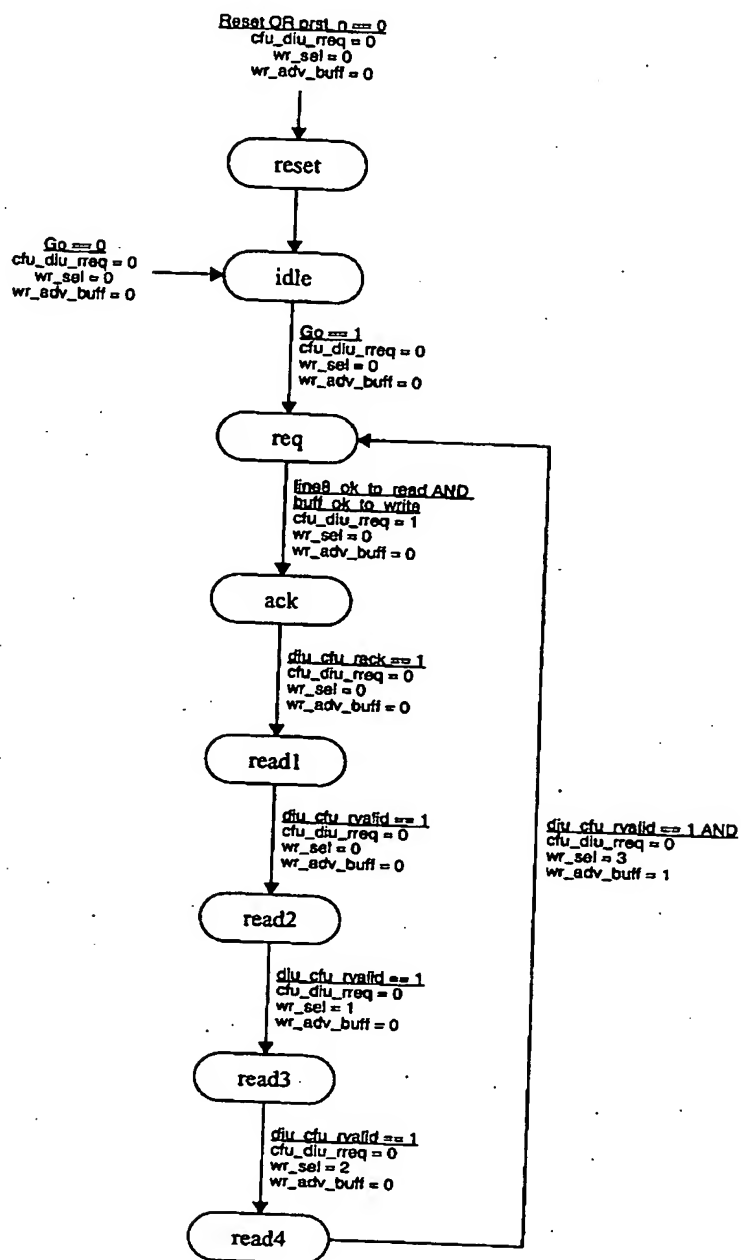 Reset OR prst_n == 0
cfu_diu_rreq = 0
wr_sel = 0
wr_adv_buff = 0
reset
Go == 0
cfu_diu_rreq = 0
wr_sel = 0
wr_adv_buff = 0
idle
Go == 1
cfu_diu_rreq = 0
wr_sel = 0
wr_adv_buff = 0
req
line8_ok_to_read AND
buff_ok_to_write
cfu_diu_rreq = 1
wr_sel = 0
wr_adv_buff = 0
ack
diu_cfu_rack == 1
cfu_diu_rreq = 0
wr_sel = 0
wr_adv_buff = 0
read1
diu_cfu_rvalid == 1
cfu_diu_rreq = 0
wr_sel = 0
wr_adv_buff = 0
diu_cfu_rvalid == 1 AND
cfu_diu_rreq = 0
wr_sel = 3
wr_adv_buff = 1
read2
diu_cfu_rvalid == 1
cfu_diu_rreq = 0
wr_sel = 1
wr_adv_buff = 0
read3
diu_cfu_rvalid == 1
cfu_diu_rreq = 0
wr_sel = 2
wr_adv_buff = 0
read4